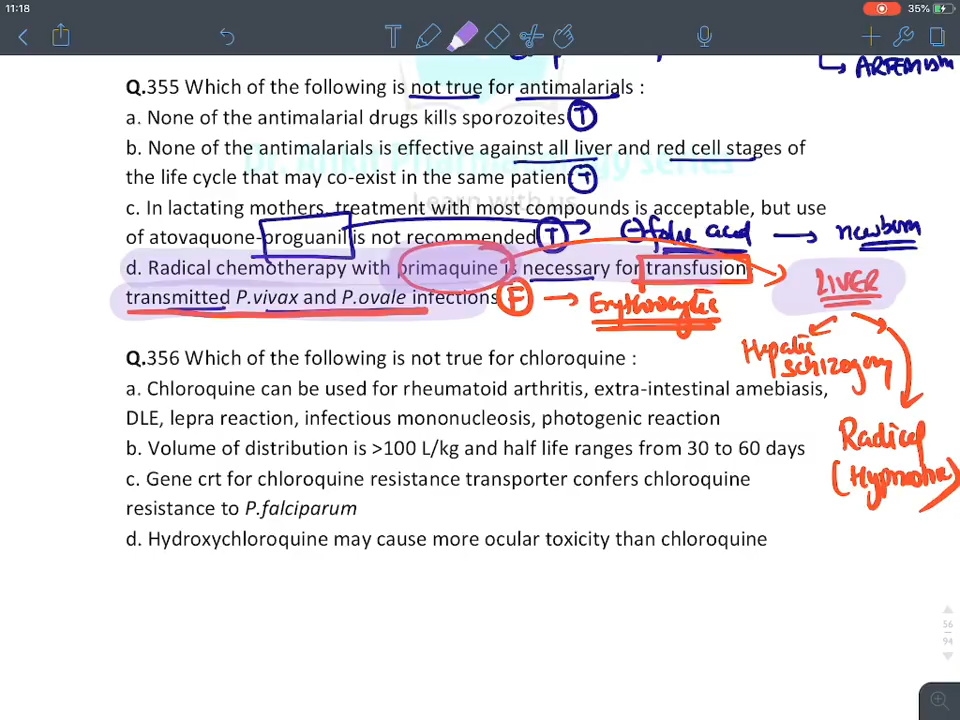 11:18
35%
T
ARTEMISIN
Q.355 Which of the following is not true for antimalarials :
a. None of the antimalarial drugs kills sporozoites T
b. None of the antimalarials is effective against all liver and red cell stages of
the life cycle that may co-exist in the same patient T
c. In lactating mothers, treatment with most compounds is acceptable, but use
of atovaquone-proguanil is not recommended T (-) folic acid → newborn
d. Radical chemotherapy with primaquine is necessary for transfusion
LIVER
transmitted P.vivax and P.ovale infections F → Erythrocytes
Hepatic
schizogony
Q.356 Which of the following is not true for chloroquine :
a. Chloroquine can be used for rheumatoid arthritis, extra-intestinal amebiasis,
DLE, lepra reaction, infectious mononucleosis, photogenic reaction
Radical
b. Volume of distribution is >100 L/kg and half life ranges from 30 to 60 days
c. Gene crt for chloroquine resistance transporter confers chloroquine
resistance to P.falciparum
d. Hydroxychloroquine may cause more ocular toxicity than chloroquine
56
94